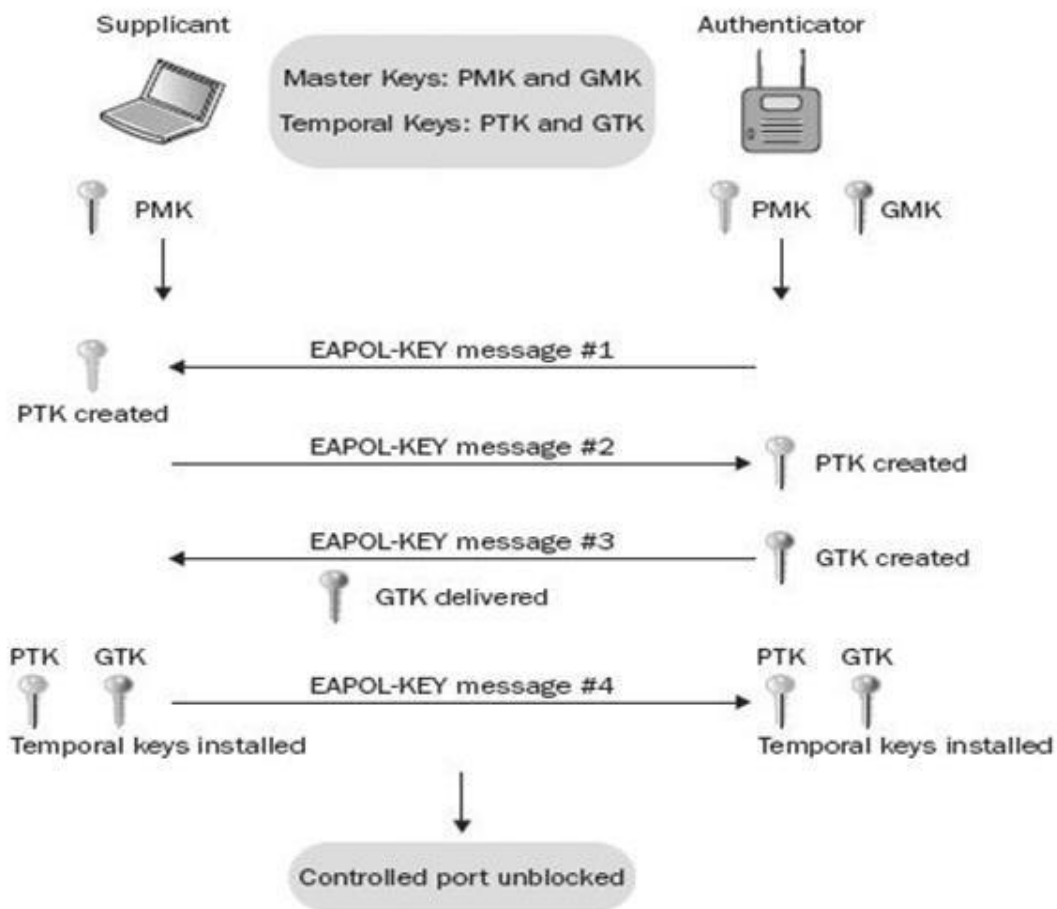 Supplicant
Authenticator
Master Keys: PMK and GMK
Temporal Keys: PTK and GTK
PMK
PMK
GMK
EAPOL-KEY message #1
PTK created
EAPOL-KEY message #2
PTK created
EAPOL-KEY message #3
GTK created
GTK delivered
PTK
GTK
EAPOL-KEY message #4
PTK
GTK
Temporal keys installed
Temporal keys installed
Controlled port unblocked